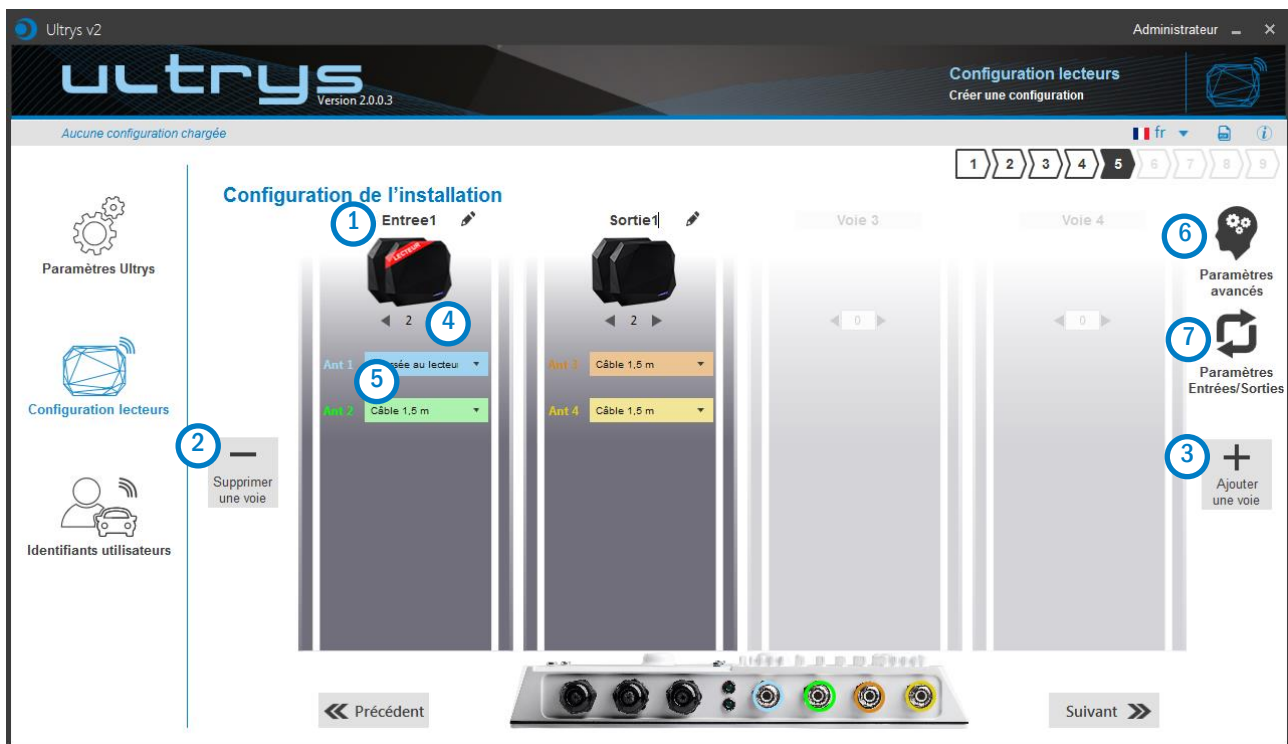 Ultrys v2
Administrateur
ultrys
Version 2.0.0.3
Configuration lecteurs
Créer une configuration
Aucune configuration chargée
fr
1 2 3 4 5 6 7 8 9
Configuration de l'installation
1
Entree1
Sortie1
Voie 3
Voie 4
LECTEUR
6
Paramètres
avancés
Paramètres Ultrys
2
4
2
0
0
7
Paramètres
Entrées/Sorties
Ant 1
au lecteur
Ant 3
Câble 1,5 m
5
Configuration lecteurs
Ant 2
Câble 1,5 m
Ant 4
Câble 1,5 m
2
Supprimer
une voie
3
Ajouter
une voie
Identifiants utilisateurs
Précédent
Suivant